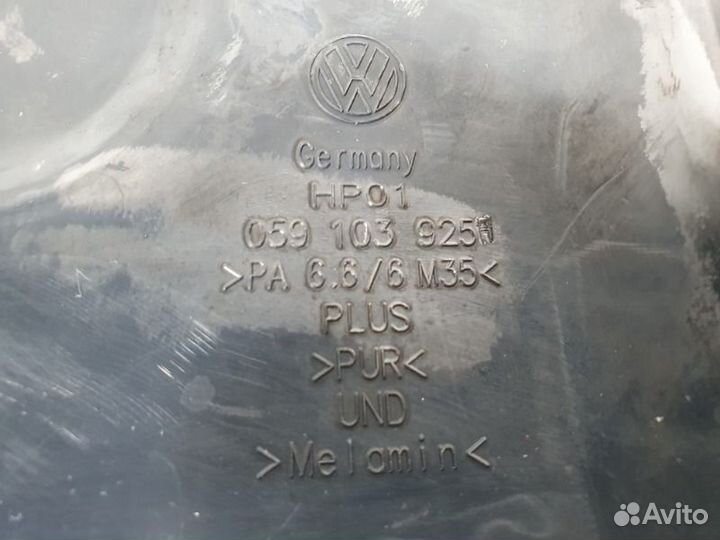 Germany
HP01
059 103 925
>PA 6.6/6 M35<
PLUS
>PUR<
UND
>Melamin<
Avito